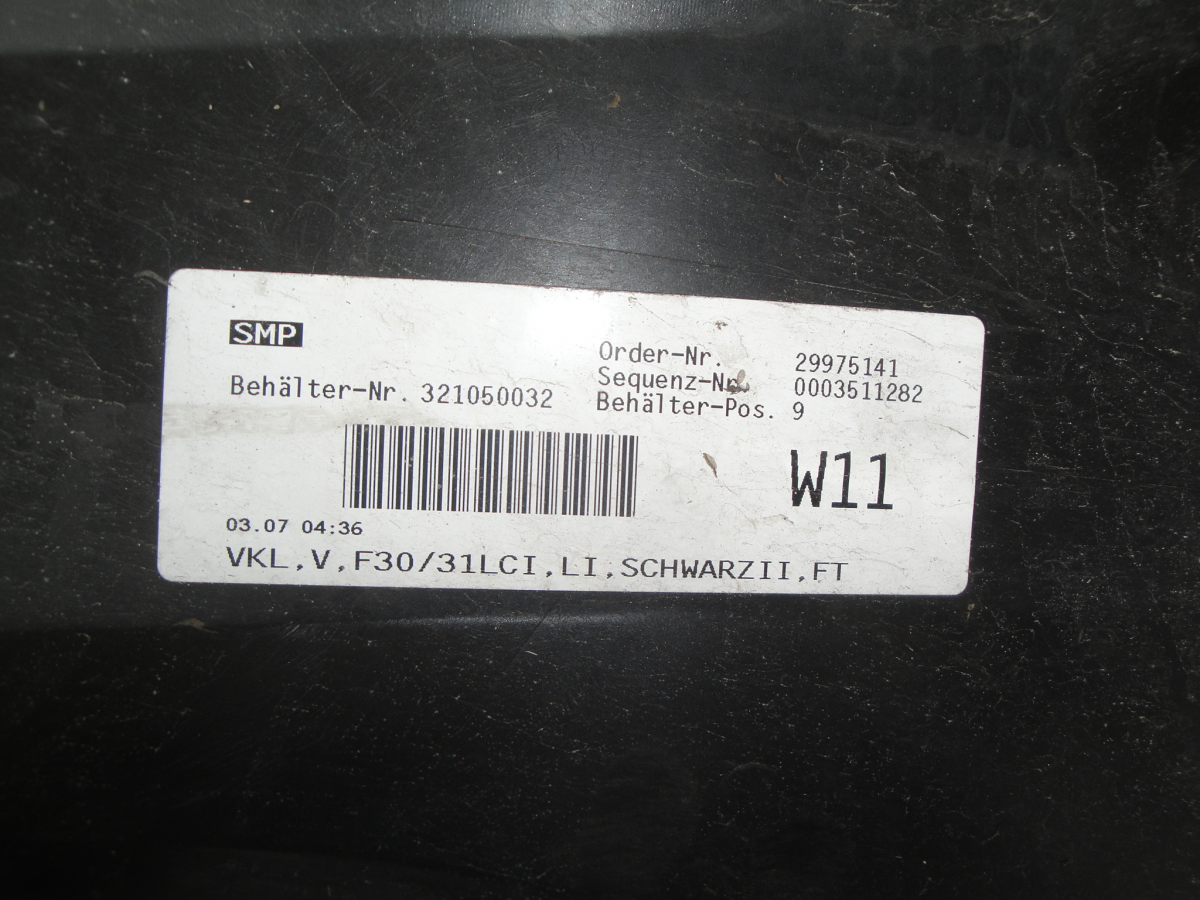 SMP
Order-Nr. 29975141
Sequenz-Nr. 0003511282
Behälter-Nr. 321050032
Behälter-Pos. 9
W11
03.07 04:36
VKL,V,F30/31LCI,LI,SCHWARZII,FT